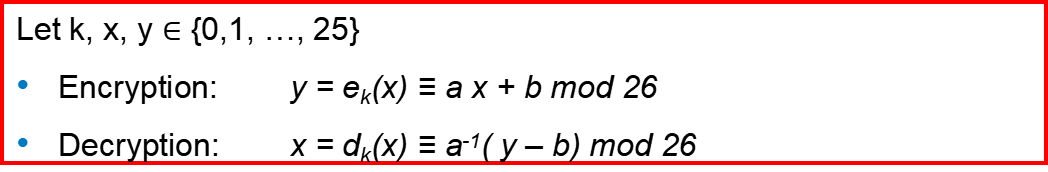 Let k, x, y ∈ {0,1, …, 25}
• Encryption: y = eₖ(x) ≡ a x + b mod 26
• Decryption: x = dₖ(x) ≡ a⁻¹( y – b) mod 26